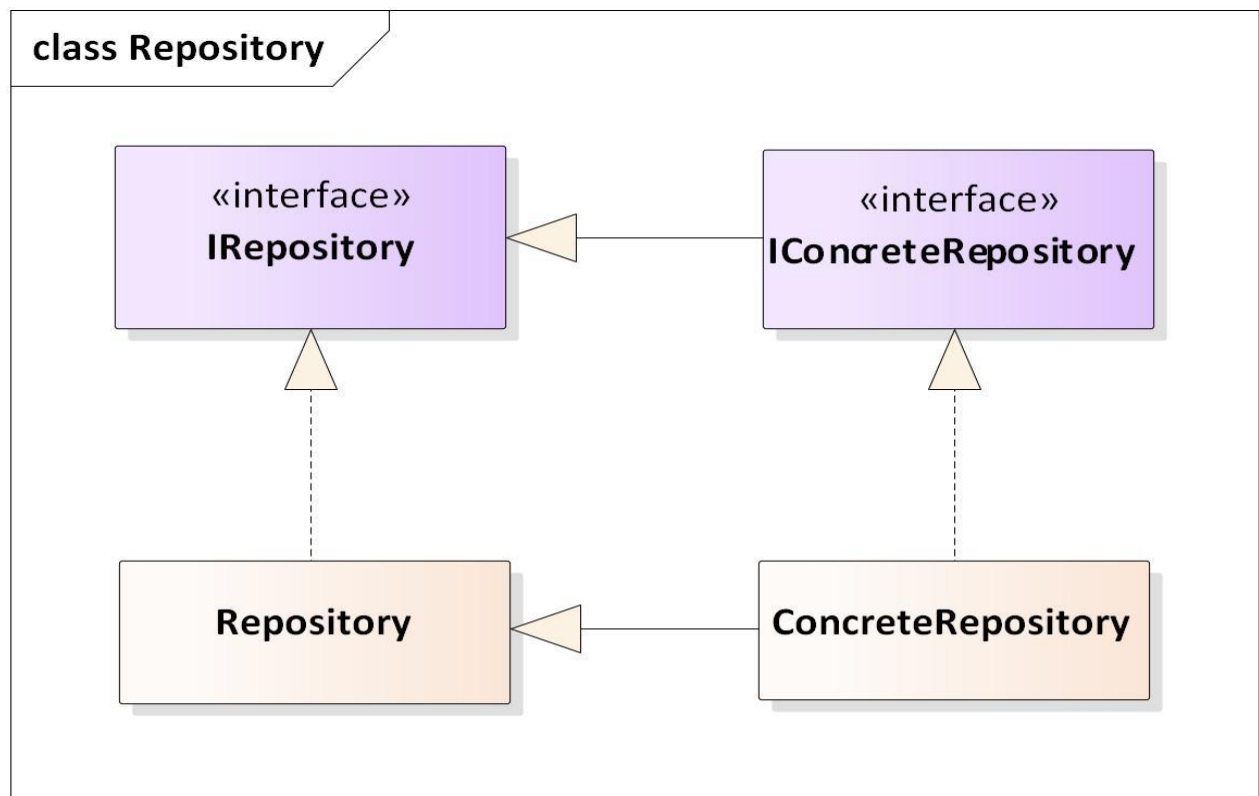 class Repository
«interface»
IRepository
«interface»
IConcreteRepository
Repository
ConcreteRepository